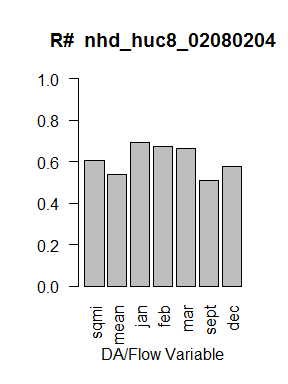 R#  nhd_huc8_02080204
1.0
0.8
0.6
0.4
0.2
0.0
sqmi
mean
jan
feb
mar
sept
dec
DA/Flow Variable